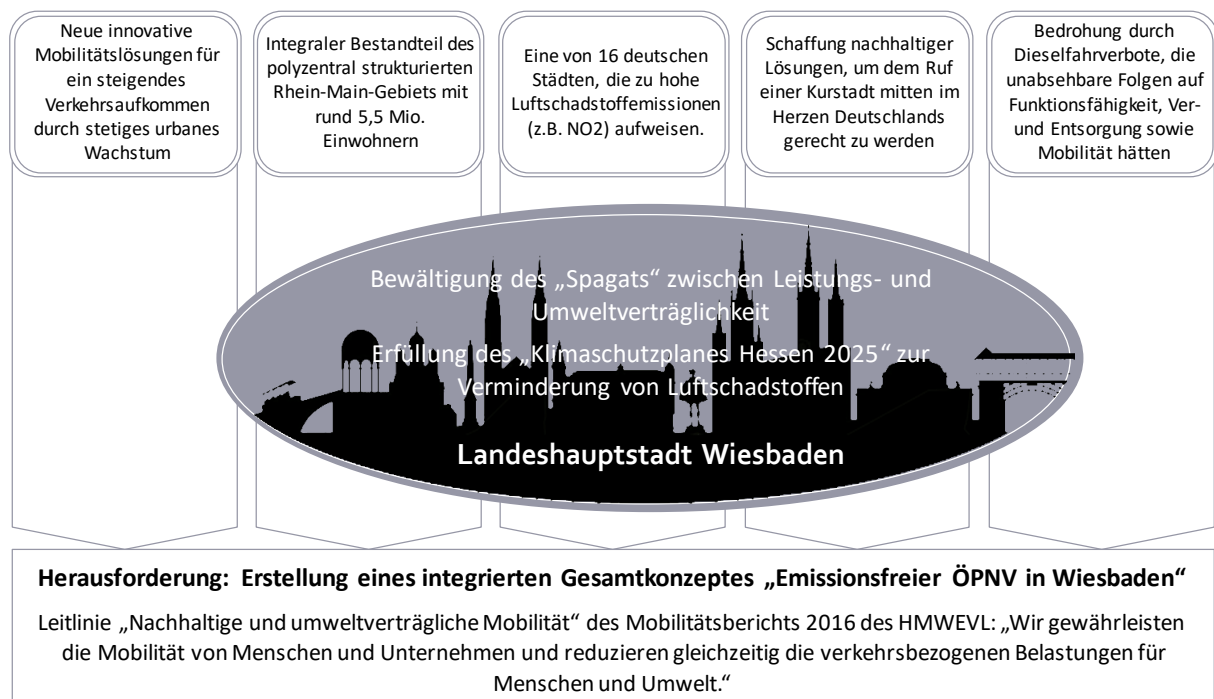 Neue innovative
Mobilitätslösungen für
ein steigendes
Verkehrsaufkommen
durch stetiges urbanes
Wachstum
Integraler Bestandteil des
polyzentral strukturierten
Rhein-Main-Gebiets mit
rund 5,5 Mio.
Einwohnern
Eine von 16 deutschen
Städten, die zu hohe
Luftschadstoffemissionen
(z.B. NO2) aufweisen.
Schaffung nachhaltiger
Lösungen, um dem Ruf
einer Kurstadt mitten im
Herzen Deutschlands
gerecht zu werden
Bedrohung durch
Dieselfahrverbote, die
unabsehbare Folgen auf
Funktionsfähigkeit, Ver-
und Entsorgung sowie
Mobilität hätten
Bewältigung des „Spagats“ zwischen Leistungs- und
Umweltverträglichkeit
Erfüllung des „Klimaschutzplanes Hessen 2025“ zur
Verminderung von Luftschadstoffen
Landeshauptstadt Wiesbaden
Herausforderung: Erstellung eines integrierten Gesamtkonzeptes „Emissionsfreier ÖPNV in Wiesbaden“
Leitlinie „Nachhaltige und umweltverträgliche Mobilität“ des Mobilitätsberichts 2016 des HMWEVL: „Wir gewährleisten
die Mobilität von Menschen und Unternehmen und reduzieren gleichzeitig die verkehrsbezogenen Belastungen für
Menschen und Umwelt.“